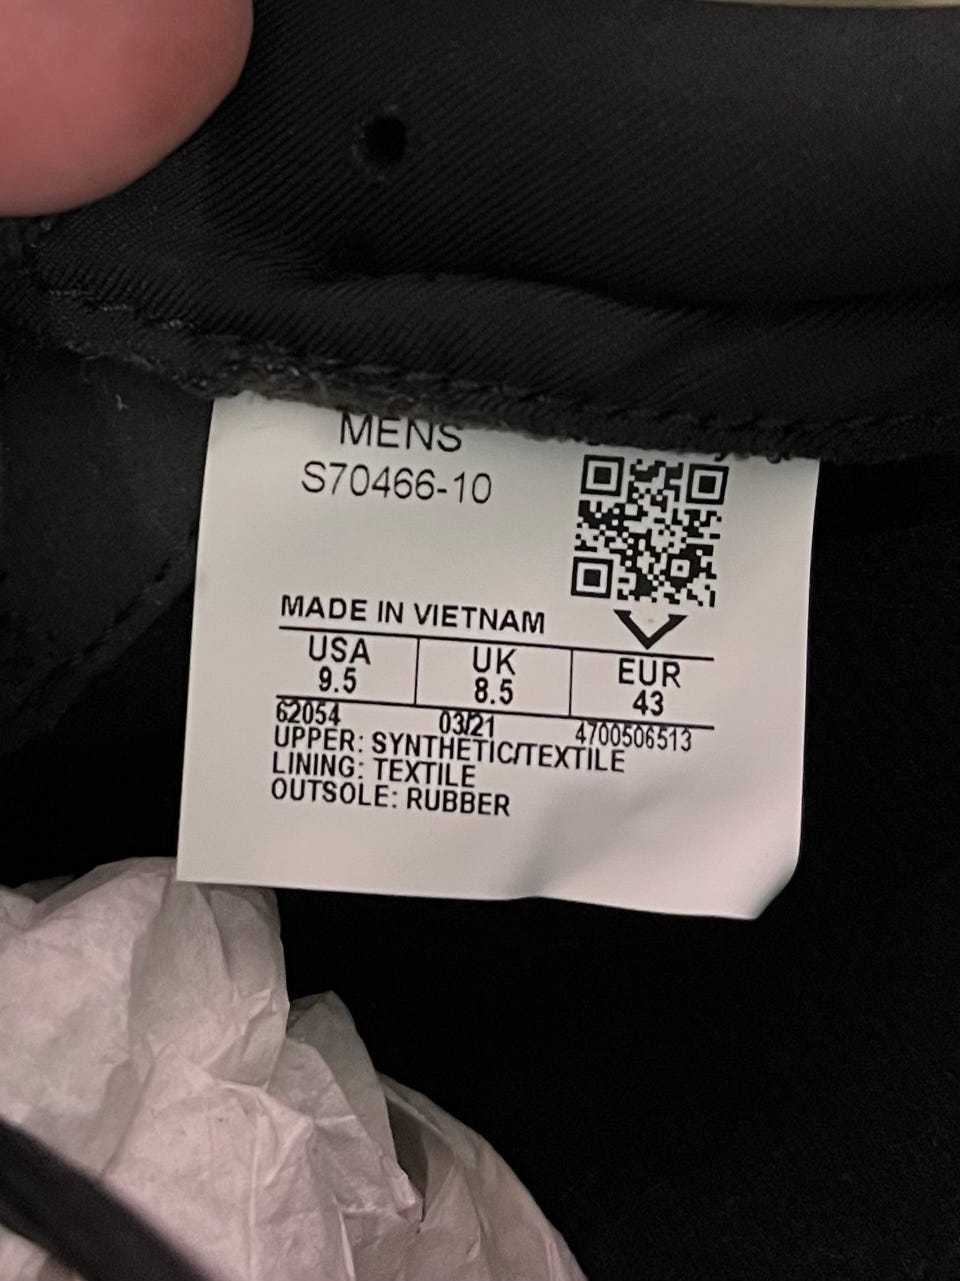 MENS
S70466-10
MADE IN VIETNAM
USA UK EUR
9.5 8.5 43
62054 03/21 4700506513
UPPER: SYNTHETIC/TEXTILE
LINING: TEXTILE
OUTSOLE: RUBBER